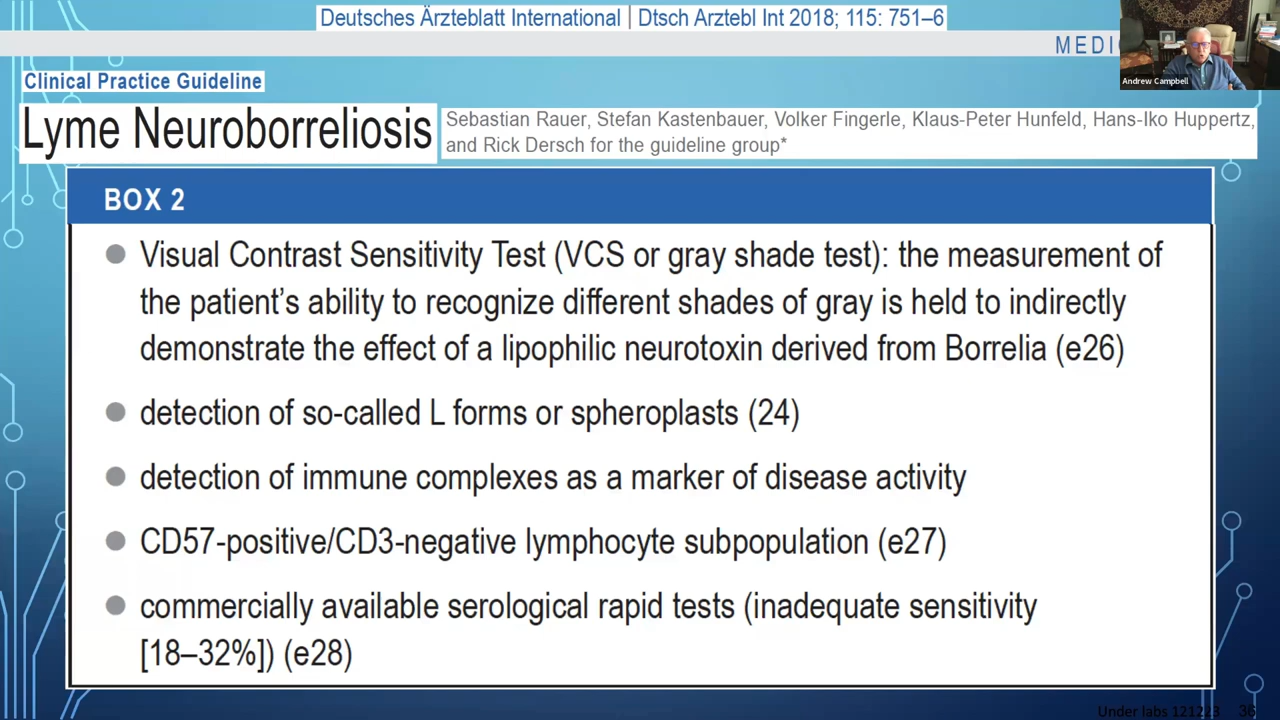 Deutsches Ärzteblatt International | Dtsch Arztebl Int 2018; 115: 751–6
Andrew Campbell
Clinical Practice Guideline
Lyme Neuroborreliosis
Sebastian Rauer, Stefan Kastenbauer, Volker Fingerle, Klaus-Peter Hunfeld, Hans-Iko Huppertz,
and Rick Dersch for the guideline group*
BOX 2
● Visual Contrast Sensitivity Test (VCS or gray shade test): the measurement of
the patient’s ability to recognize different shades of gray is held to indirectly
demonstrate the effect of a lipophilic neurotoxin derived from Borrelia (e26)
● detection of so-called L forms or spheroplasts (24)
● detection of immune complexes as a marker of disease activity
● CD57-positive/CD3-negative lymphocyte subpopulation (e27)
● commercially available serological rapid tests (inadequate sensitivity
[18–32%]) (e28)
Under labs 121223 36